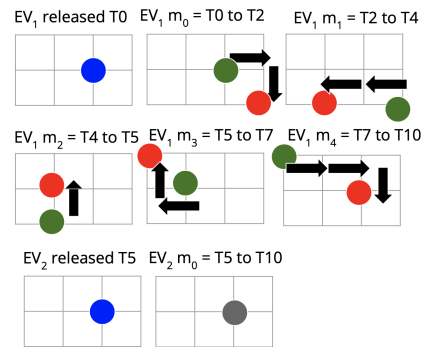 EV₁ released T0
EV₁ m₀ = T0 to T2
EV₁ m₁ = T2 to T4
EV₁ m₂ = T4 to T5
EV₁ m₃ = T5 to T7
EV₁ m₄ = T7 to T10
EV₂ released T5
EV₂ m₀ = T5 to T10